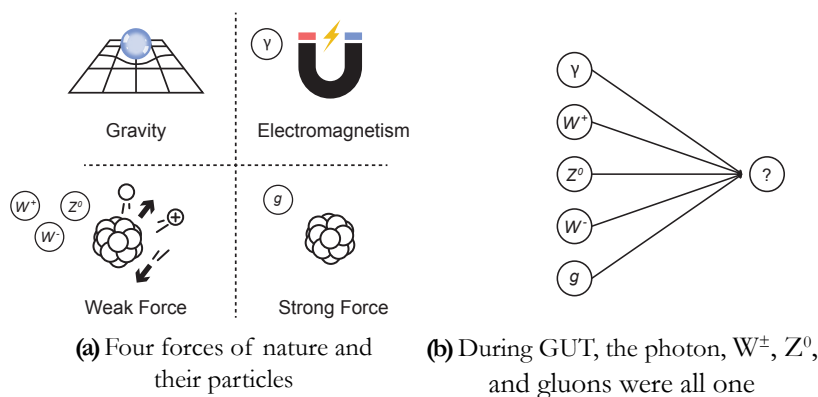 γ
Gravity
Electromagnetism
W⁺
Z⁰
W⁻
+
g
Weak Force
Strong Force
(a) Four forces of nature and
their particles
γ
W⁺
Z⁰
?
W⁻
g
(b) During GUT, the photon, W±, Z⁰,
and gluons were all one